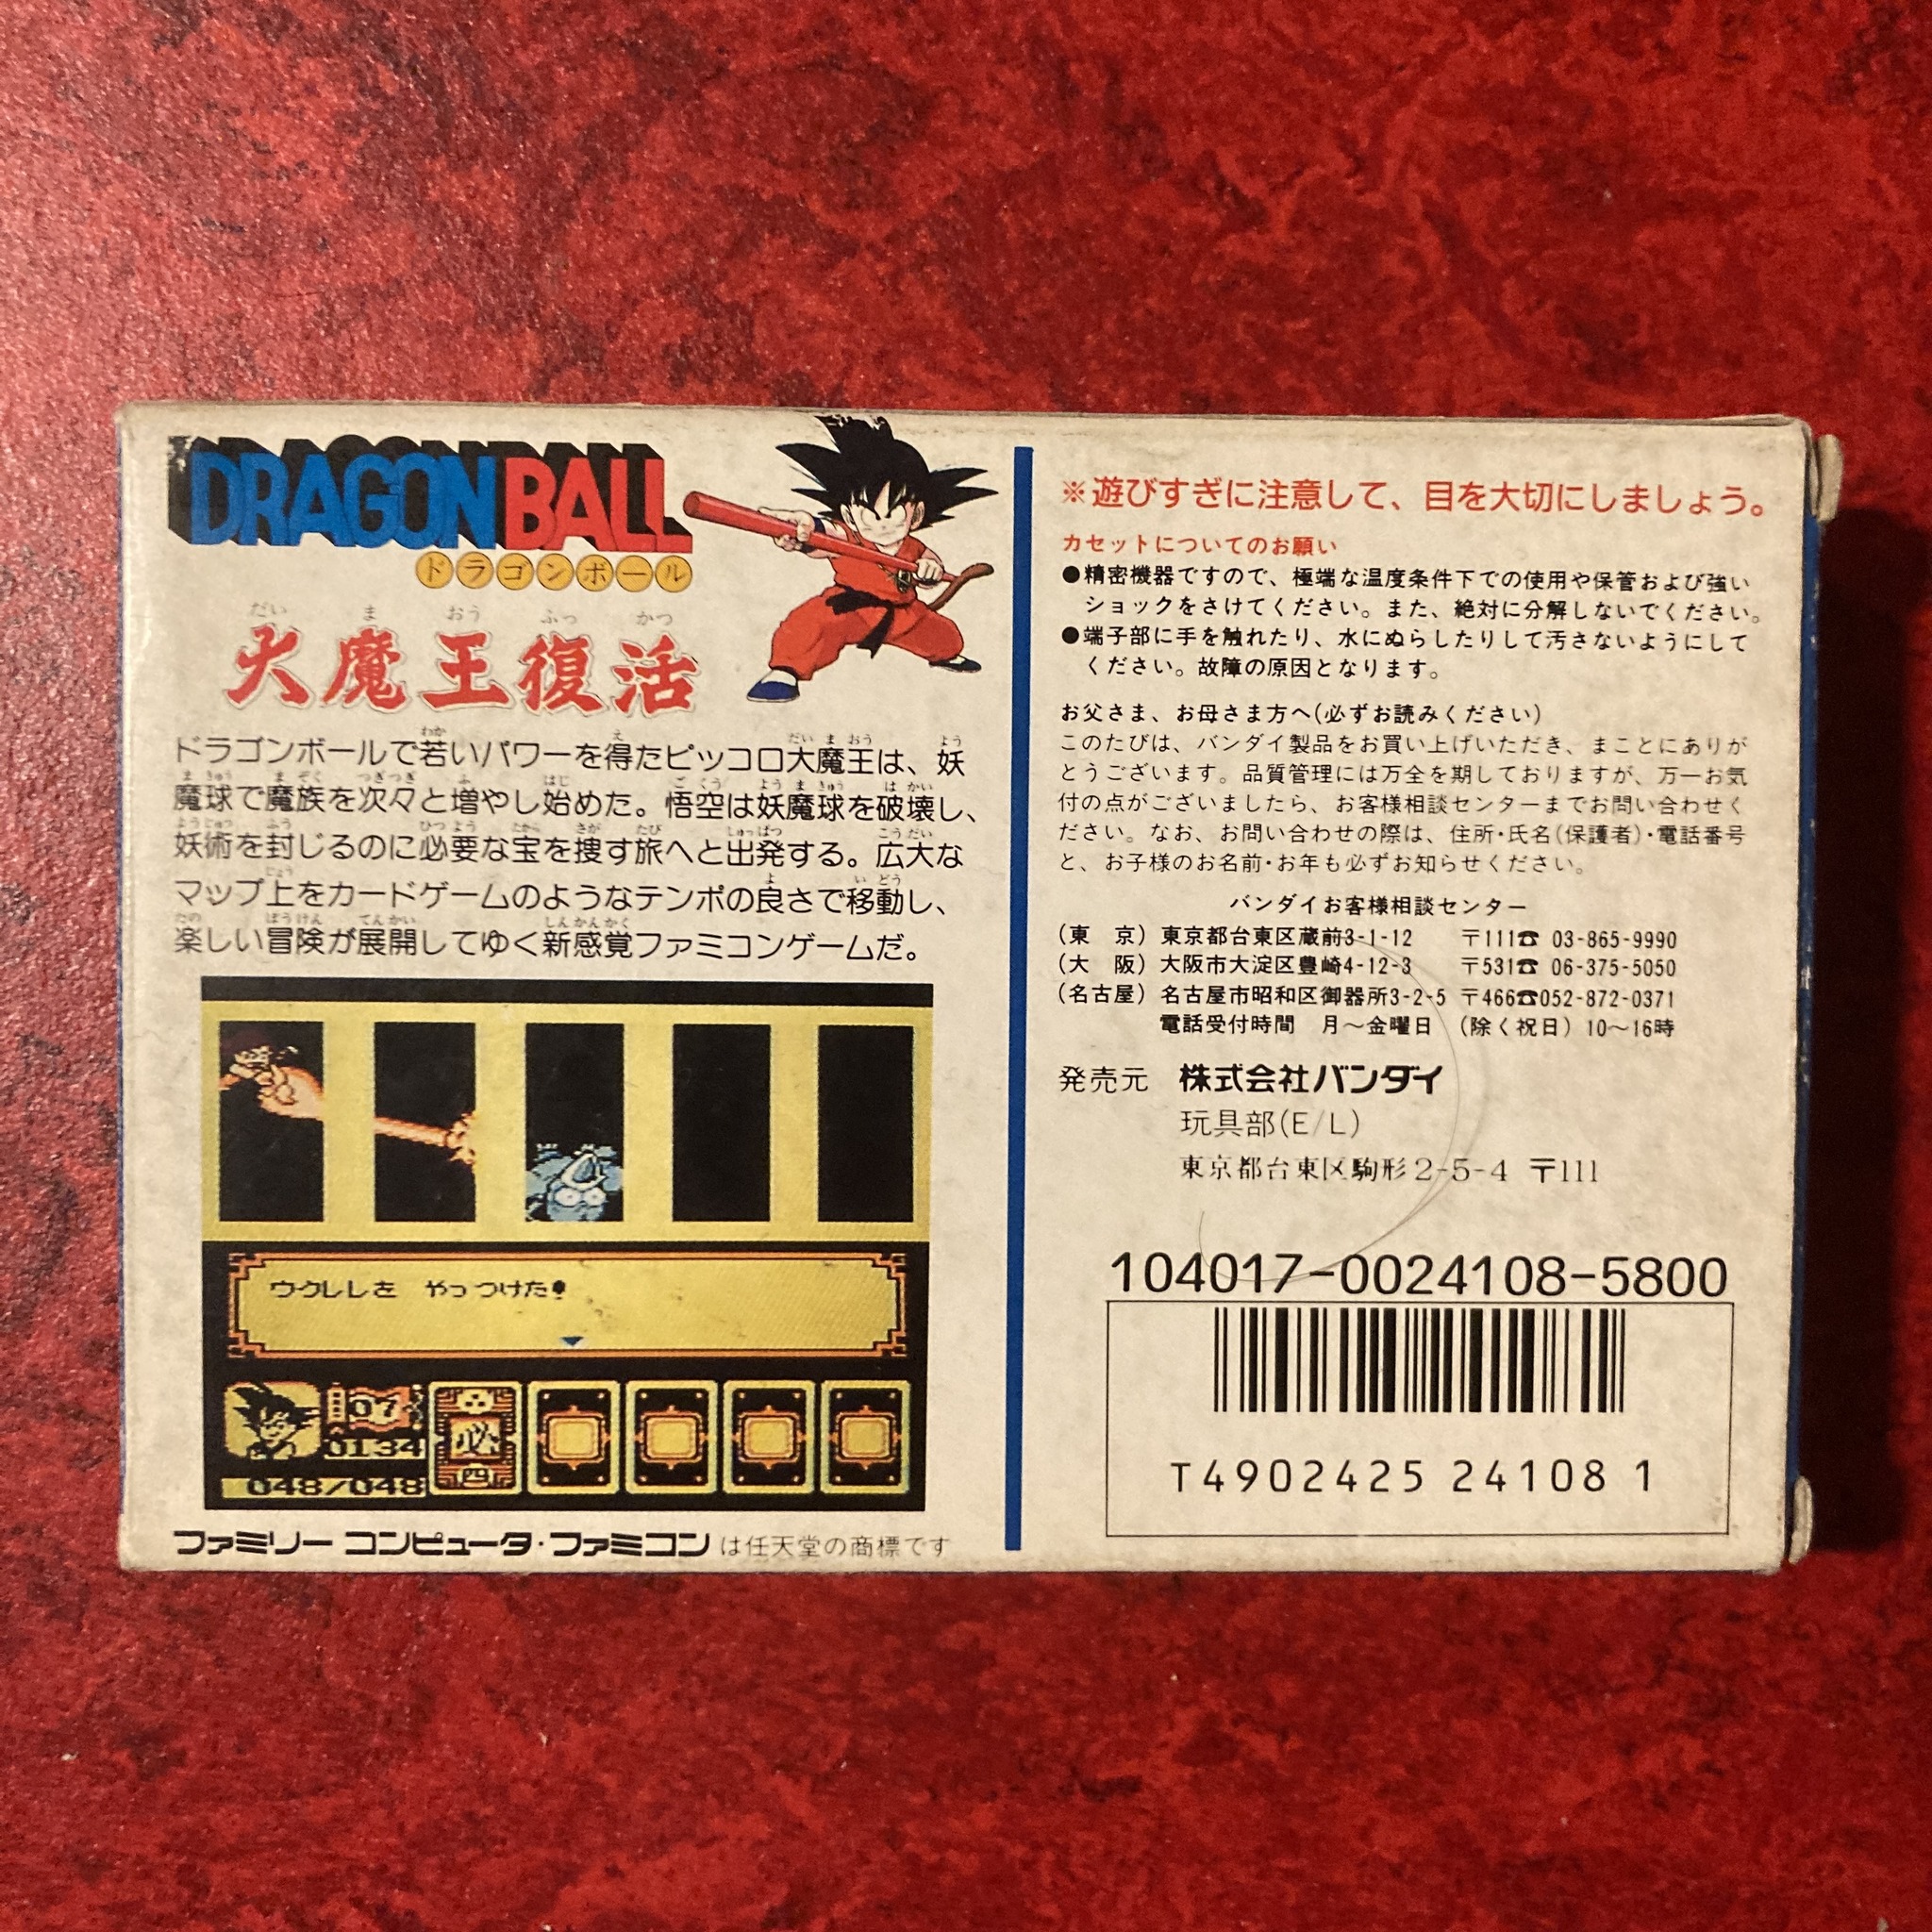 DRAGON BALL
ドラゴンボール
だい ま おう ふっ かつ
大魔王復活
ドラゴンボールで若いパワーを得たピッコロ大魔王は、妖
魔球で魔族を次々と増やし始めた。悟空は妖魔球を破壊し、
妖術を封じるのに必要な宝を捜す旅へと出発する。広大な
マップ上をカードゲームのようなテンポの良さで移動し、
楽しい冒険が展開してゆく新感覚ファミコンゲームだ。
ウクレレを やっつけた!
07
0134
048/048
必
四
ファミリー コンピュータ・ファミコン は任天堂の商標です
※遊びすぎに注意して、目を大切にしましょう。
カセットについてのお願い
●精密機器ですので、極端な温度条件下での使用や保管および強い
ショックをさけてください。また、絶対に分解しないでください。
●端子部に手を触れたり、水にぬらしたりして汚さないようにして
ください。故障の原因となります。
お父さま、お母さま方へ(必ずお読みください)
このたびは、バンダイ製品をお買い上げいただき、まことにありが
とうございます。品質管理には万全を期しておりますが、万一お気
付の点がございましたら、お客様相談センターまでお問い合わせく
ださい。なお、お問い合わせの際は、住所・氏名(保護者)・電話番号
と、お子様のお名前・お年も必ずお知らせください。
バンダイお客様相談センター
(東 京) 東京都台東区蔵前3-1-12 〒111☎ 03-865-9990
(大 阪) 大阪市大淀区豊崎4-12-3 〒531☎ 06-375-5050
(名古屋) 名古屋市昭和区御器所3-2-5 〒466☎052-872-0371
電話受付時間 月〜金曜日 (除く祝日) 10〜16時
発売元 株式会社バンダイ
玩具部(E/L)
東京都台東区駒形2-5-4 〒111
104017-0024108-5800
T4902425 24108 1